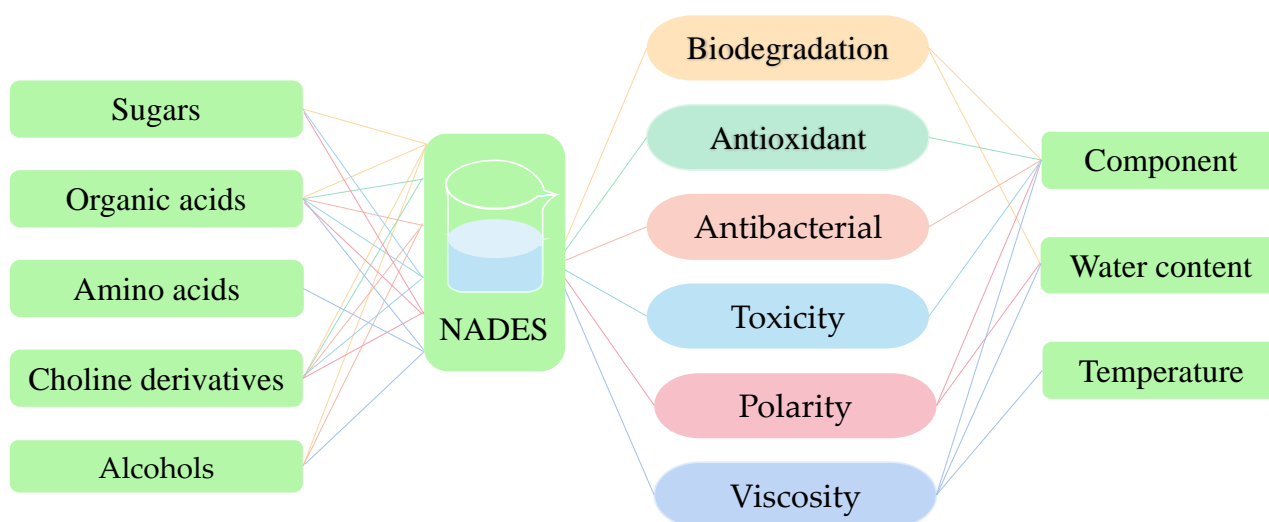 Sugars
Organic acids
Amino acids
Choline derivatives
Alcohols
NADES
Biodegradation
Antioxidant
Antibacterial
Toxicity
Polarity
Viscosity
Component
Water content
Temperature